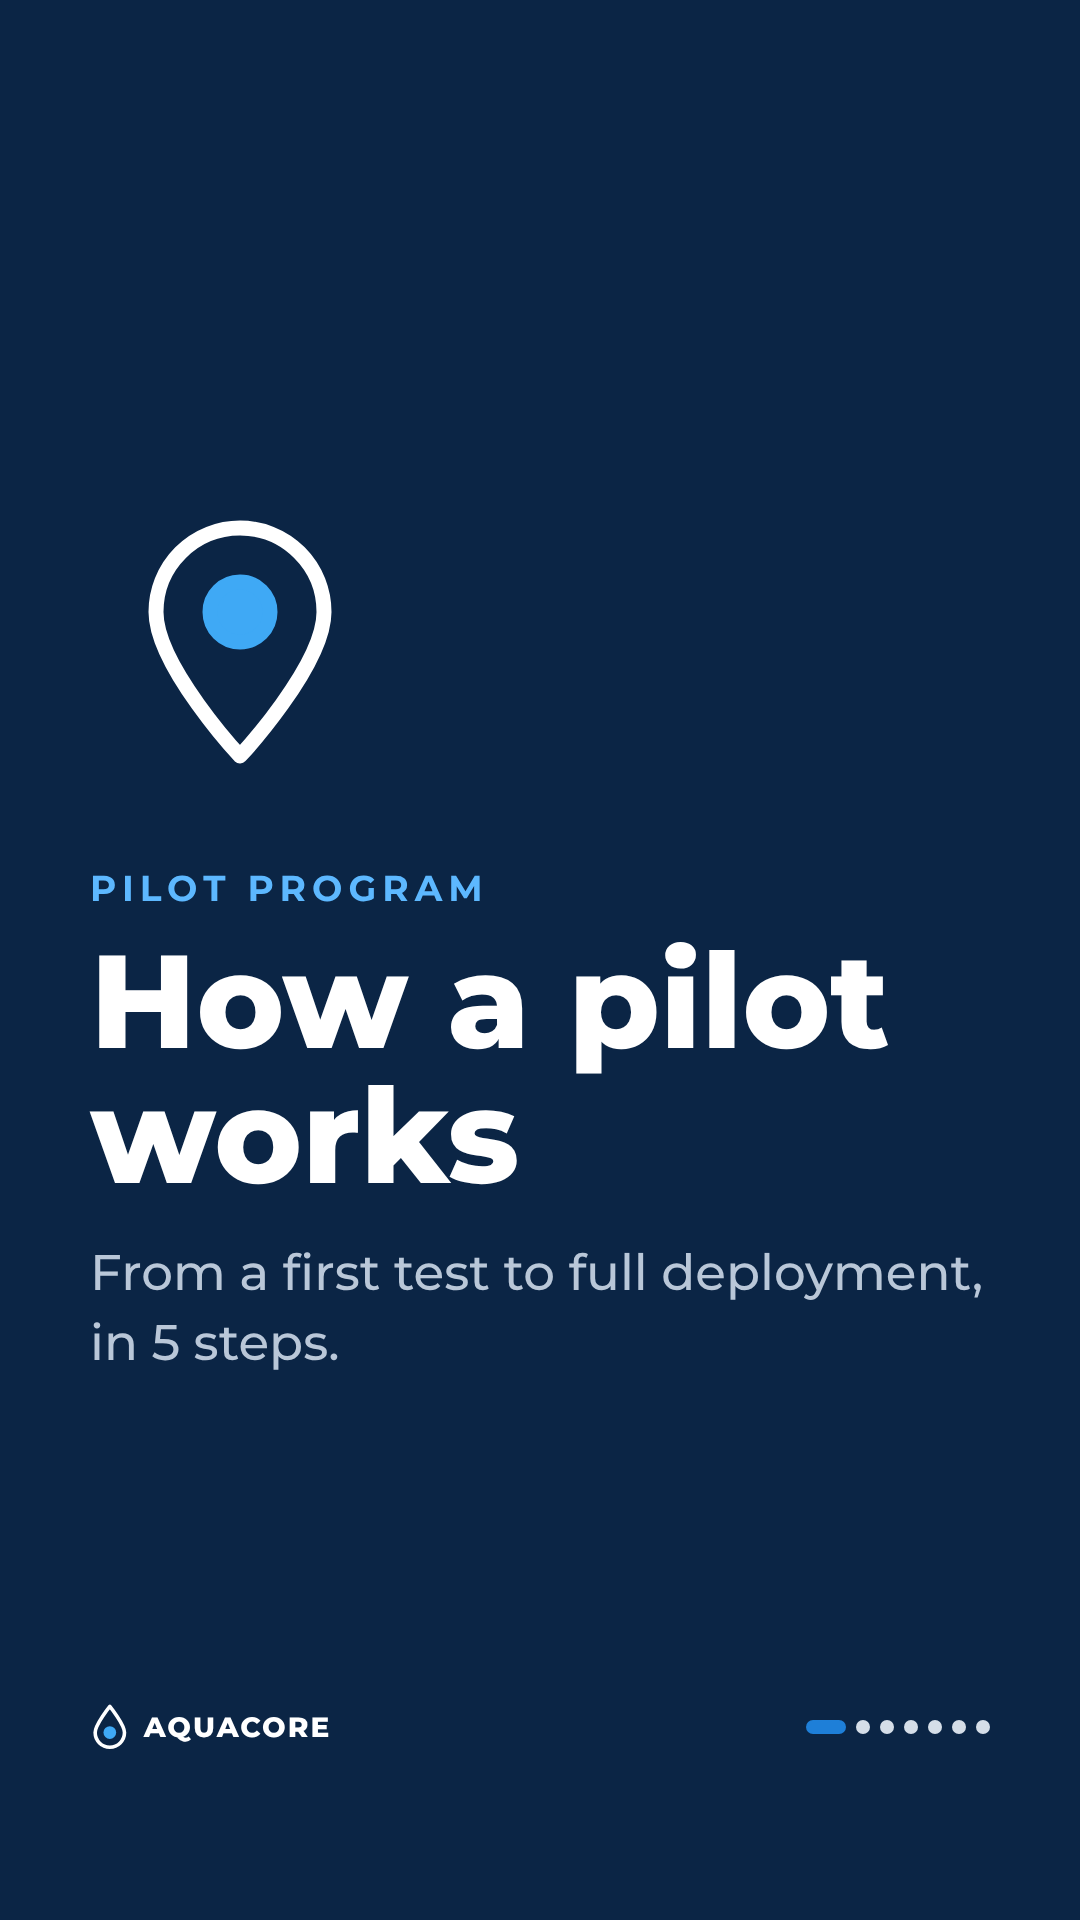 PILOT PROGRAM
How a pilot
works
From a first test to full deployment,
in 5 steps.
AQUACORE